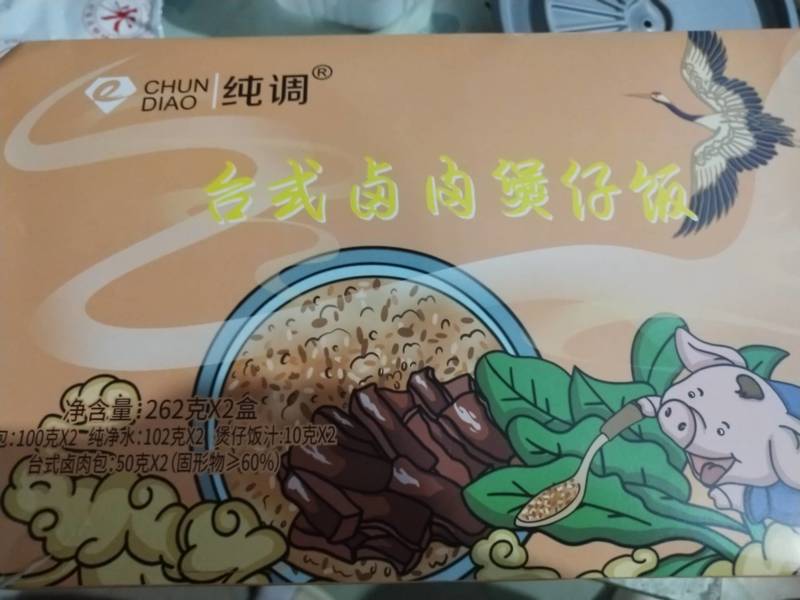 CHUN DIAO 纯调®
台式卤肉煲仔饭
净含量:262克X2盒
包:100克X2 纯净水:102克X2 煲仔饭汁:10克X2
台式卤肉包:50克X2(固形物≥60%)